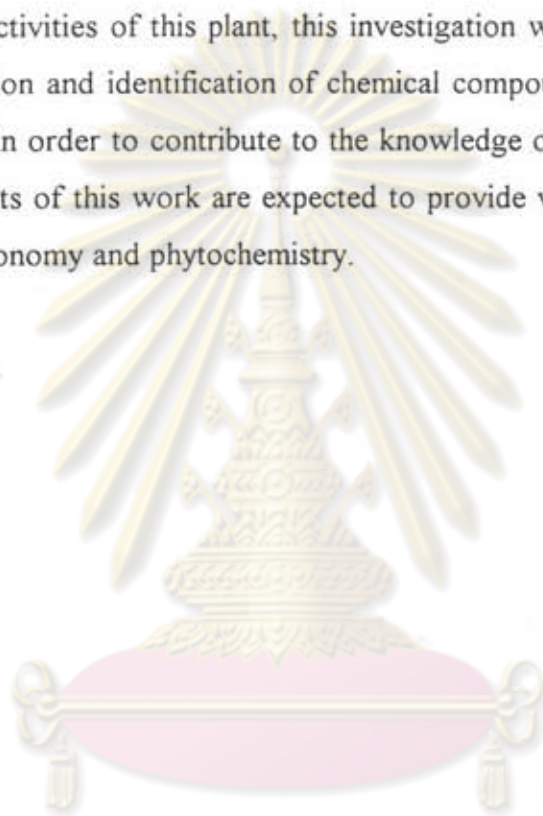 ctivities of this plant, this investigation w
on and identification of chemical compou
n order to contribute to the knowledge o
ts of this work are expected to provide v
onomy and phytochemistry.